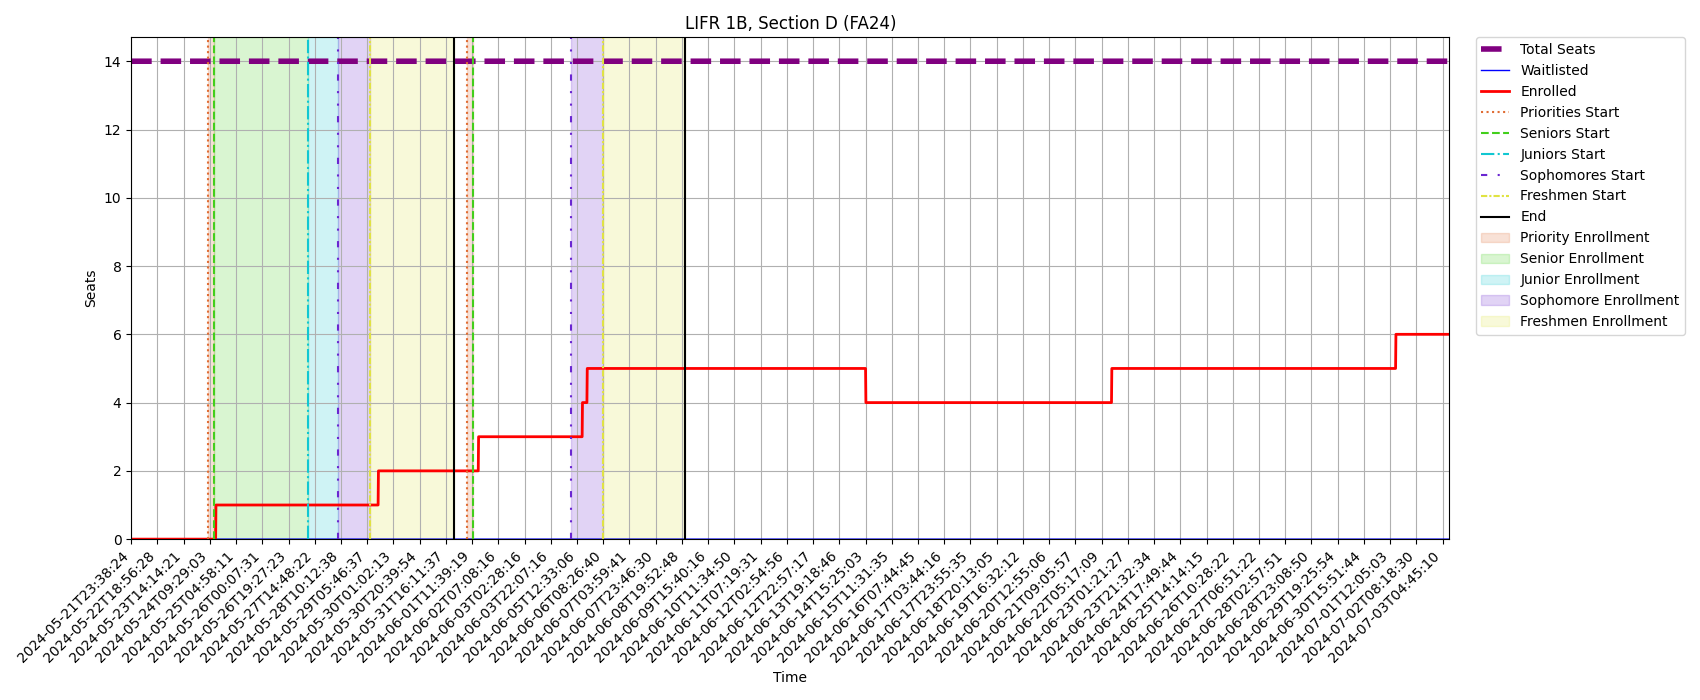 LIFR 1B, Section D (FA24)
Total Seats
Waitlisted
Enrolled
Priorities Start
Seniors Start
Juniors Start
Sophomores Start
Freshmen Start
End
Priority Enrollment
Senior Enrollment
Junior Enrollment
Sophomore Enrollment
Freshmen Enrollment
Seats
14
12
10
8
6
4
2
0
2024-05-21T23:38:24
2024-05-22T18:56:28
2024-05-23T14:14:21
2024-05-24T09:29:03
2024-05-25T04:58:11
2024-05-26T00:07:31
2024-05-26T19:27:23
2024-05-27T14:48:22
2024-05-28T10:12:38
2024-05-29T05:46:37
2024-05-30T01:02:13
2024-05-30T20:39:54
2024-05-31T16:11:37
2024-06-01T11:39:19
2024-06-02T07:08:16
2024-06-03T02:28:16
2024-06-03T22:07:16
2024-06-05T12:33:06
2024-06-06T08:26:40
2024-06-07T03:59:41
2024-06-07T23:46:30
2024-06-08T19:52:48
2024-06-09T15:40:16
2024-06-10T11:34:50
2024-06-11T07:19:31
2024-06-12T02:54:56
2024-06-12T22:57:17
2024-06-13T19:18:46
2024-06-14T15:25:03
2024-06-15T11:31:35
2024-06-16T07:44:45
2024-06-17T03:44:16
2024-06-17T23:55:35
2024-06-18T20:13:05
2024-06-19T16:32:12
2024-06-20T12:55:06
2024-06-21T09:05:57
2024-06-22T05:17:09
2024-06-23T01:21:27
2024-06-23T21:32:34
2024-06-24T17:49:44
2024-06-25T14:14:15
2024-06-26T10:28:22
2024-06-27T06:51:22
2024-06-28T02:57:51
2024-06-28T23:08:50
2024-06-29T19:25:54
2024-06-30T15:51:44
2024-07-01T12:05:03
2024-07-02T08:18:30
2024-07-03T04:45:10
Time